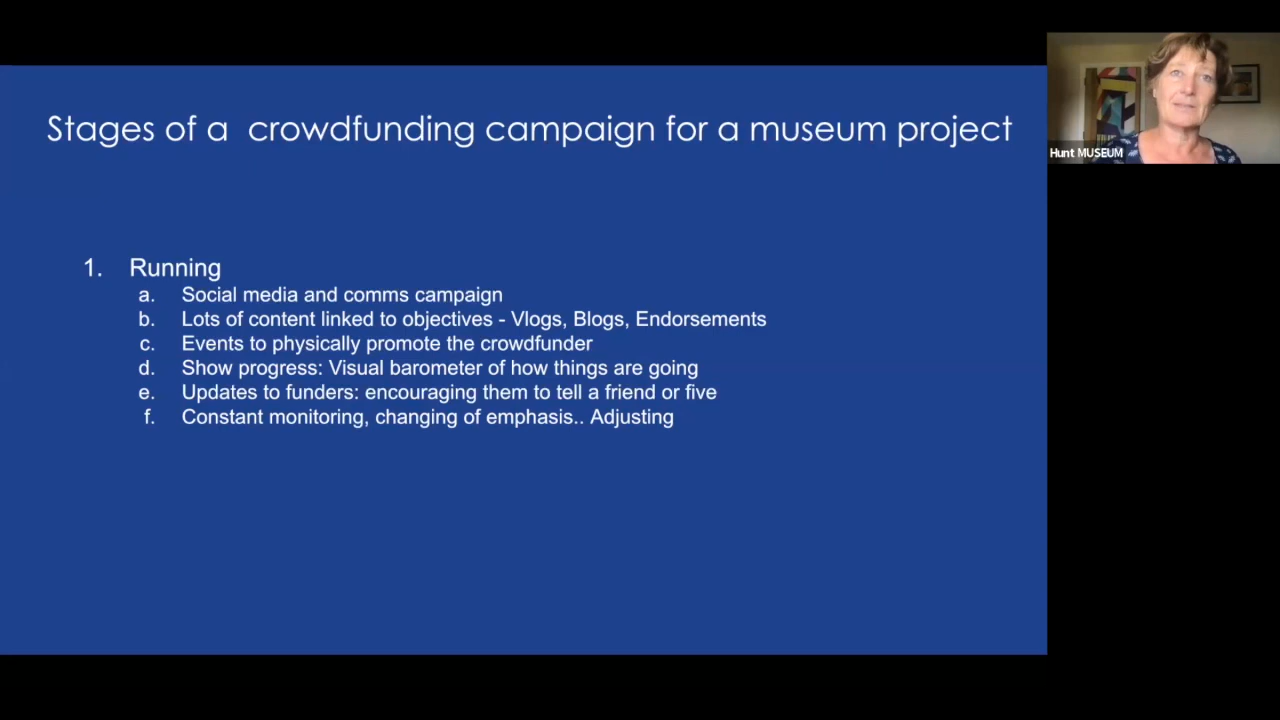 Stages of a crowdfunding campaign for a museum project
Hunt MUSEUM
1. Running
a. Social media and comms campaign
b. Lots of content linked to objectives - Vlogs, Blogs, Endorsements
c. Events to physically promote the crowdfunder
d. Show progress: Visual barometer of how things are going
e. Updates to funders: encouraging them to tell a friend or five
f. Constant monitoring, changing of emphasis.. Adjusting